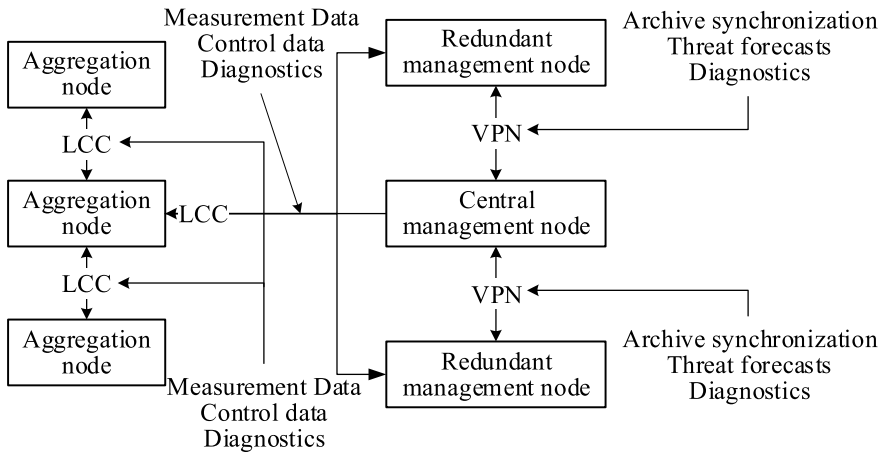 Measurement Data
Control data
Diagnostics
Redundant
management node
Archive synchronization
Threat forecasts
Diagnostics
Aggregation
node
LCC
VPN
Aggregation
node
LCC
Central
management node
LCC
VPN
Aggregation
node
Redundant
management node
Archive synchronization
Threat forecasts
Diagnostics
Measurement Data
Control data
Diagnostics